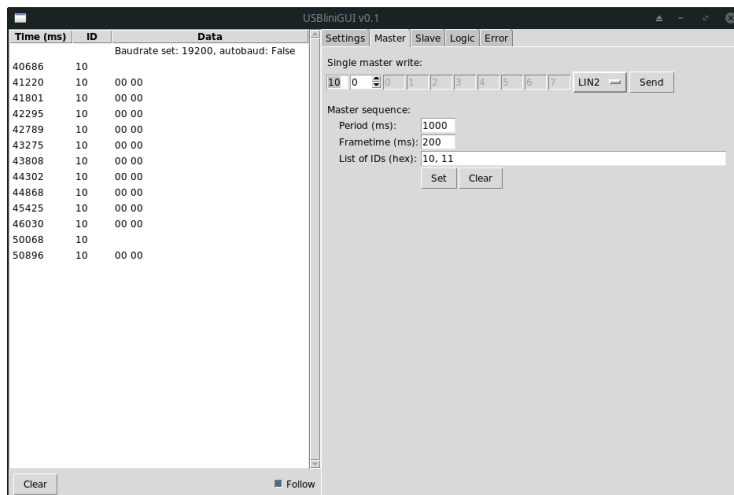 USBliniGUI v0.1
Time (ms) ID Data
Baudrate set: 19200, autobaud: False
40686 10
41220 10 00 00
41801 10 00 00
42295 10 00 00
42789 10 00 00
43275 10 00 00
43808 10 00 00
44302 10 00 00
44868 10 00 00
45425 10 00 00
46030 10 00 00
50068 10
50896 10 00 00
Clear Follow
Settings Master Slave Logic Error
Single master write:
10 0 0 1 2 3 4 5 6 7 LIN2 Send
Master sequence:
Period (ms): 1000
Frametime (ms): 200
List of IDs (hex): 10, 11
Set Clear